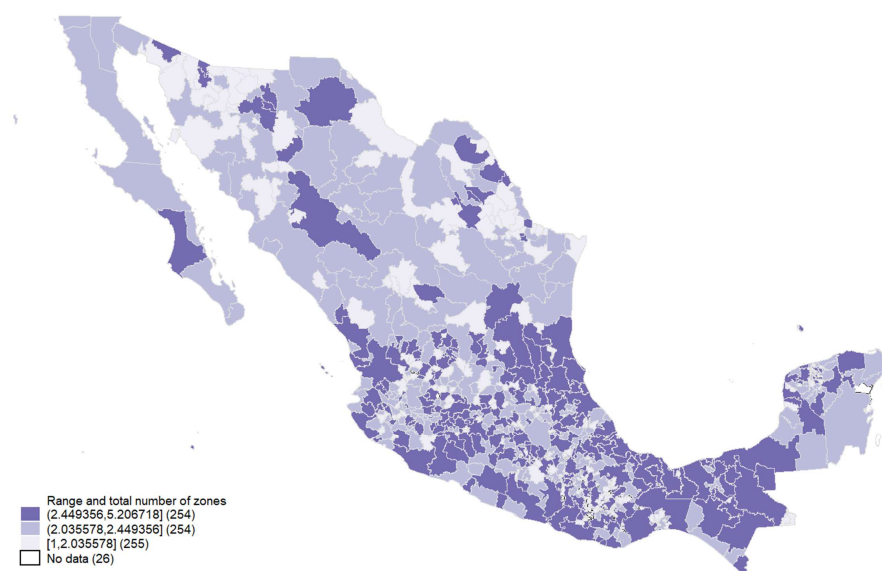 Range and total number of zones
(2.449356,5.206718] (254)
(2.035578,2.449356] (254)
[1,2.035578] (255)
No data (26)